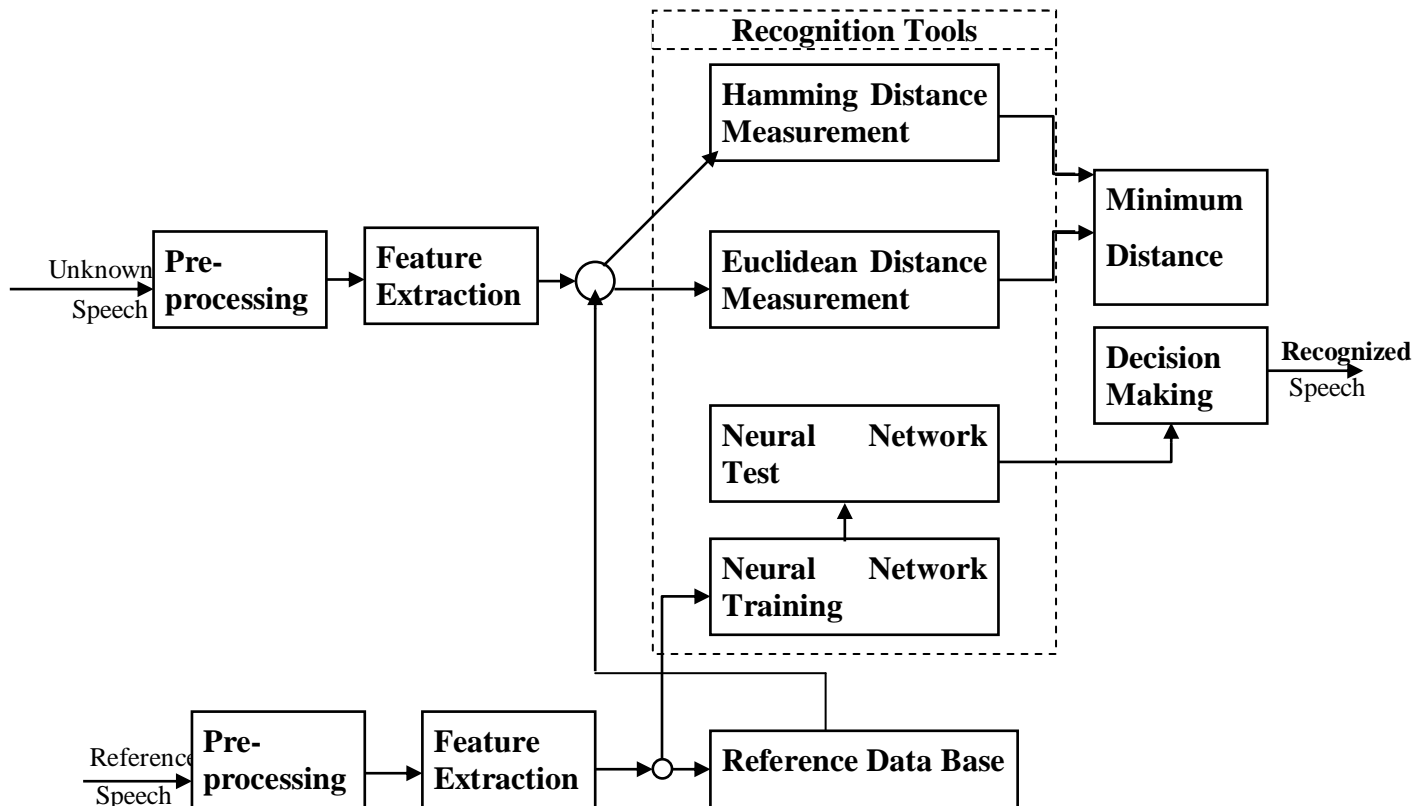 Recognition Tools
Hamming Distance
Measurement
Minimum
Distance
Unknown
Speech
Pre-
processing
Feature
Extraction
Euclidean Distance
Measurement
Decision
Making
Recognized
Speech
Neural Network
Test
Neural Network
Training
Reference
Speech
Pre-
processing
Feature
Extraction
Reference Data Base